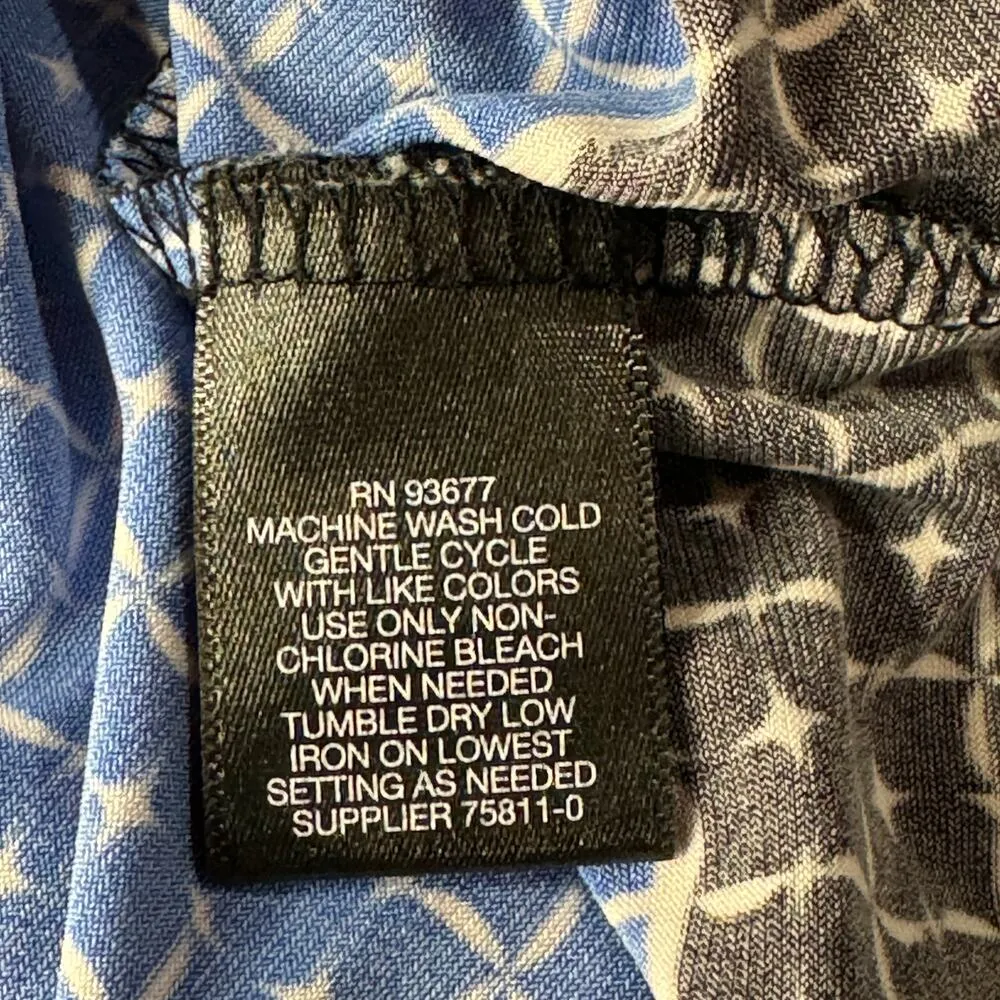 RN 93677
MACHINE WASH COLD
GENTLE CYCLE
WITH LIKE COLORS
USE ONLY NON-
CHLORINE BLEACH
WHEN NEEDED
TUMBLE DRY LOW
IRON ON LOWEST
SETTING AS NEEDED
SUPPLIER 75811-0